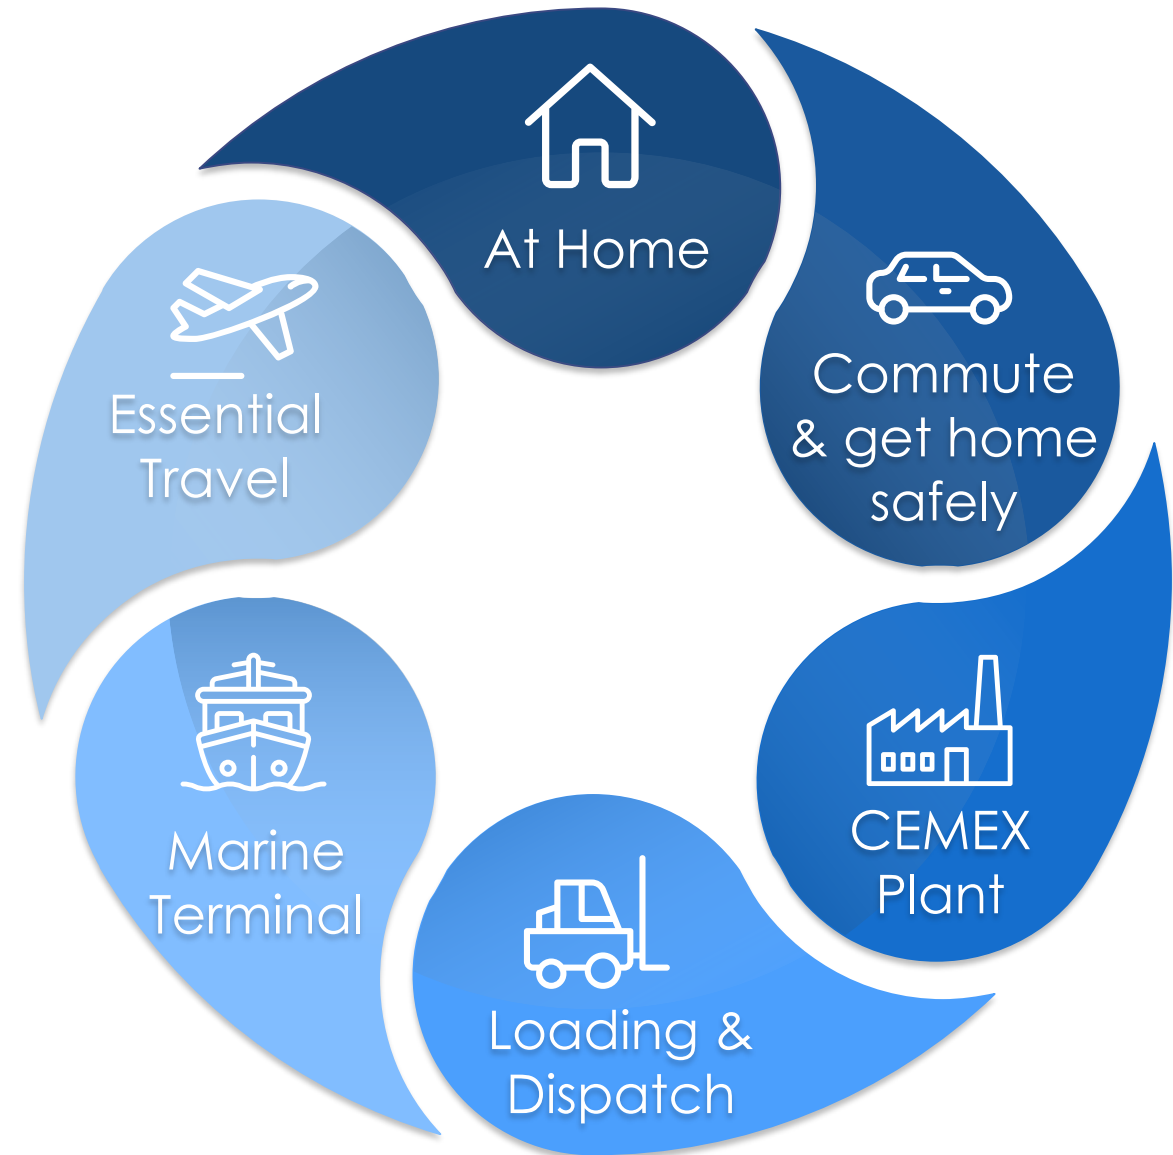 At Home
Commute
& get home
safely
CEMEX
Plant
Loading &
Dispatch
Marine
Terminal
Essential
Travel